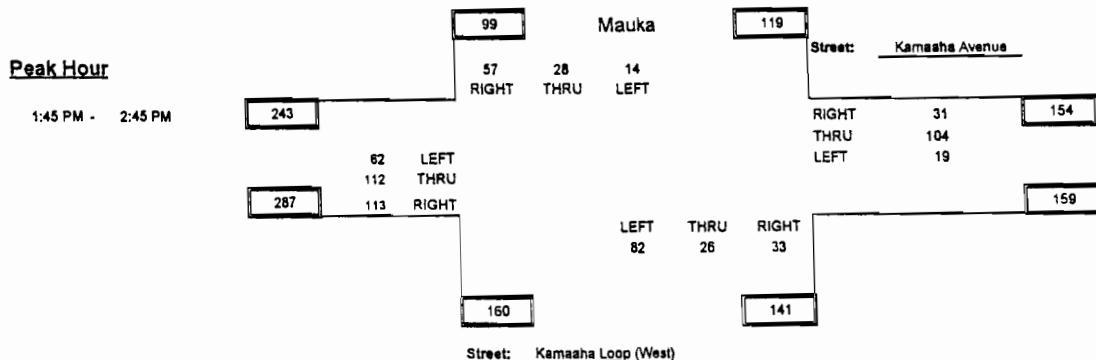 99 Mauka 119
Street: Kamaaha Avenue
Peak Hour
57 28 14
RIGHT THRU LEFT
1:45 PM - 2:45 PM
243
RIGHT 31
154
THRU 104
LEFT 19
62 LEFT
112 THRU
287
113 RIGHT
159
LEFT THRU RIGHT
82 26 33
160
141
Street: Kamaaha Loop (West)